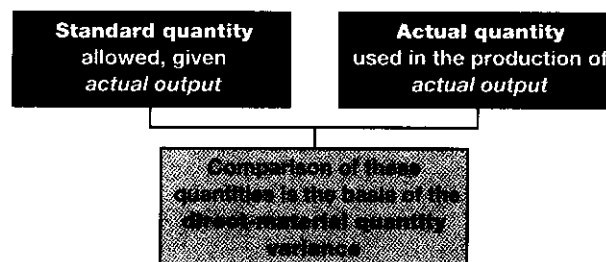 Standard quantity
allowed, given
actual output
Actual quantity
used in the production of
actual output
Comparison of these
quantities is the basis of the
direct-material quantity
variance